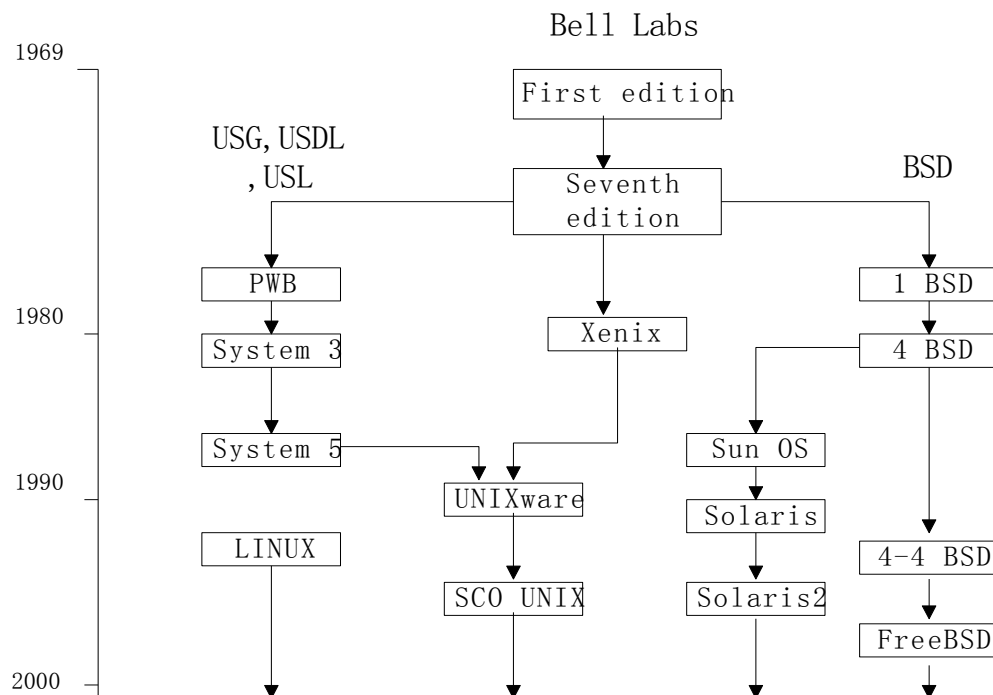 Bell Labs
1969
First edition
USG, USDL
, USL
BSD
Seventh
edition
PWB
1 BSD
1980
Xenix
System 3
4 BSD
System 5
Sun OS
1990
UNIXware
Solaris
LINUX
4-4 BSD
SCO UNIX
Solaris2
FreeBSD
2000